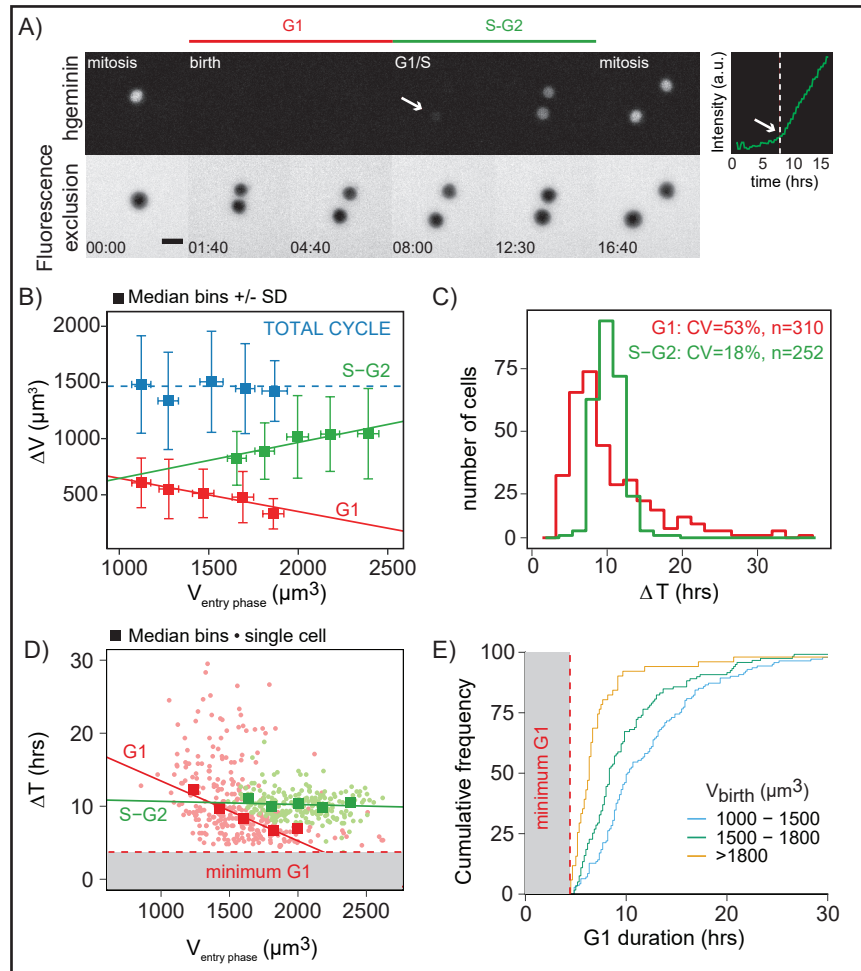 A)
G1
S-G2
mitosis
birth
G1/S
mitosis
hgeminin
Fluorescence
exclusion
00:00
01:40
04:40
08:00
12:30
16:40
Intensity (a.u.)
0
5
10
15
time (hrs)
B)
Median bins +/- SD
TOTAL CYCLE
S-G2
G1
ΔV (µm³)
2000
1500
1000
500
1000
1500
2000
2500
V entry phase (µm³)
C)
G1: CV=53%, n=310
S-G2: CV=18%, n=252
number of cells
75
50
25
0
0
10
20
30
ΔT (hrs)
D)
Median bins • single cell
G1
S-G2
minimum G1
ΔT (hrs)
30
20
10
0
1000
1500
2000
2500
V entry phase (µm³)
E)
minimum G1
Cumulative frequency
100
75
50
25
0
V birth (µm³)
1000 - 1500
1500 - 1800
>1800
0
10
20
30
G1 duration (hrs)